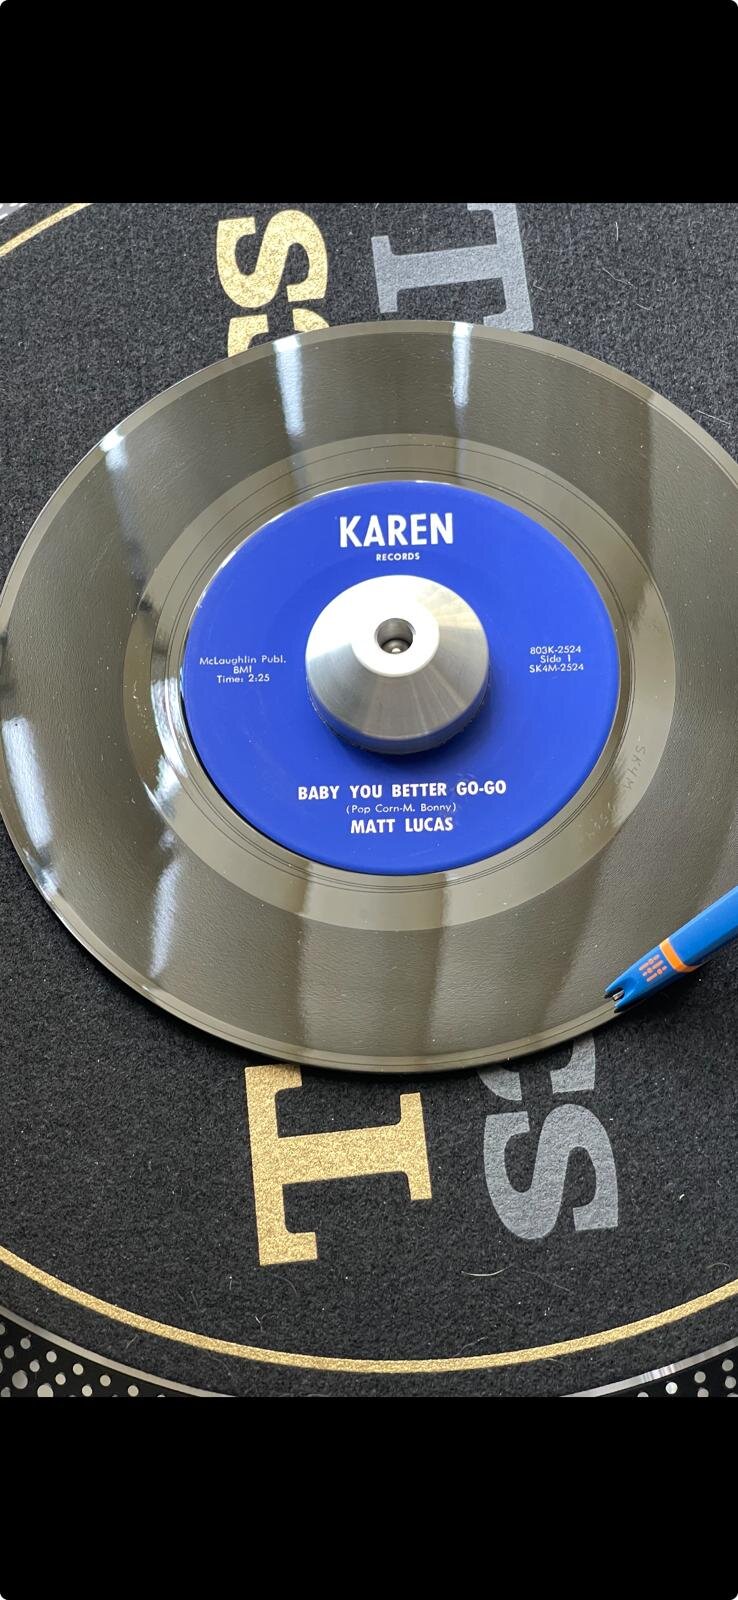 KAREN
RECORDS
McLaughlin Publ.
BMI
Time: 2:25
803K-2524
Side 1
SK4M-2524
BABY YOU BETTER GO-GO
(Pop Corn-M. Bonny)
MATT LUCAS
SK4M